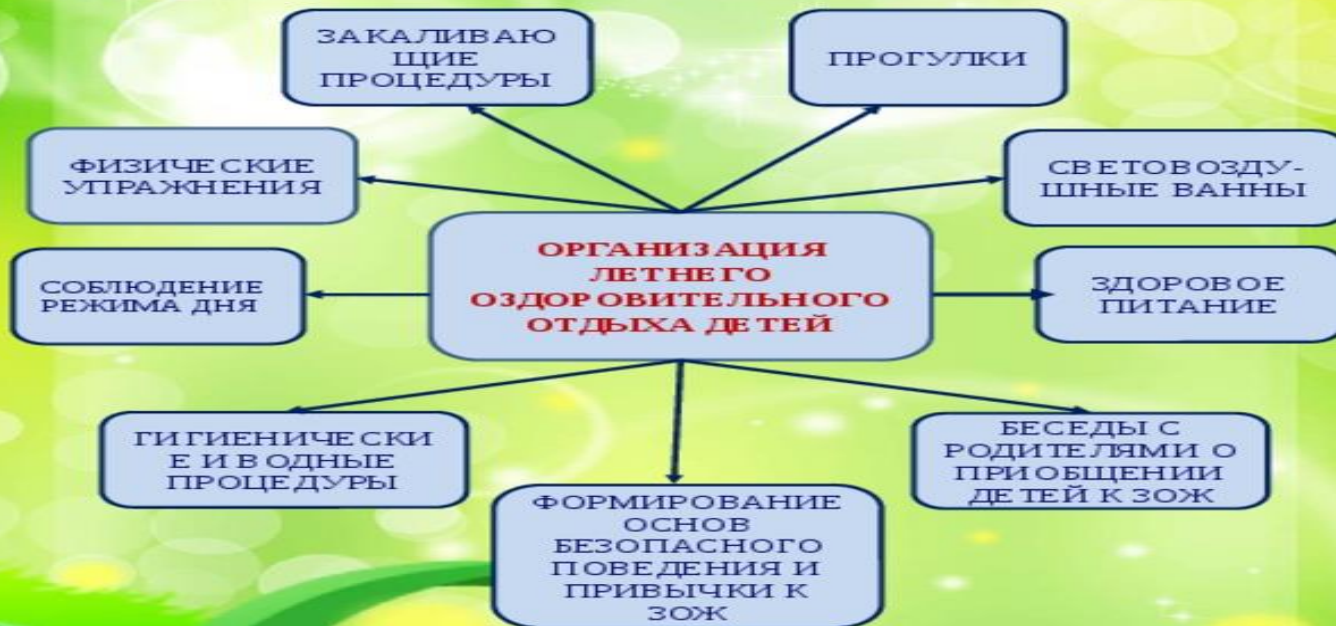 ЗАКАЛИВАЮ
ЩИЕ
ПРОЦЕДУРЫ
ПРОГУЛКИ
ФИЗИЧЕСКИЕ
УПРАЖНЕНИЯ
СВЕТОВОЗДУ-
ШНЫЕ ВАННЫ
ОРГАНИЗАЦИЯ
ЛЕТНЕГО
ОЗДОРОВИТЕЛЬНОГО
ОТДЫХА ДЕТЕЙ
СОБЛЮДЕНИЕ
РЕЖИМА ДНЯ
ЗДОРОВОЕ
ПИТАНИЕ
ГИГИЕНИЧЕСКИ
Е И ВОДНЫЕ
ПРОЦЕДУРЫ
ФОРМИРОВАНИЕ
ОСНОВ
БЕЗОПАСНОГО
ПОВЕДЕНИЯ И
ПРИВЫЧКИ К
ЗОЖ
БЕСЕДЫ С
РОДИТЕЛЯМИ О
ПРИОБЩЕНИИ
ДЕТЕЙ К ЗОЖ